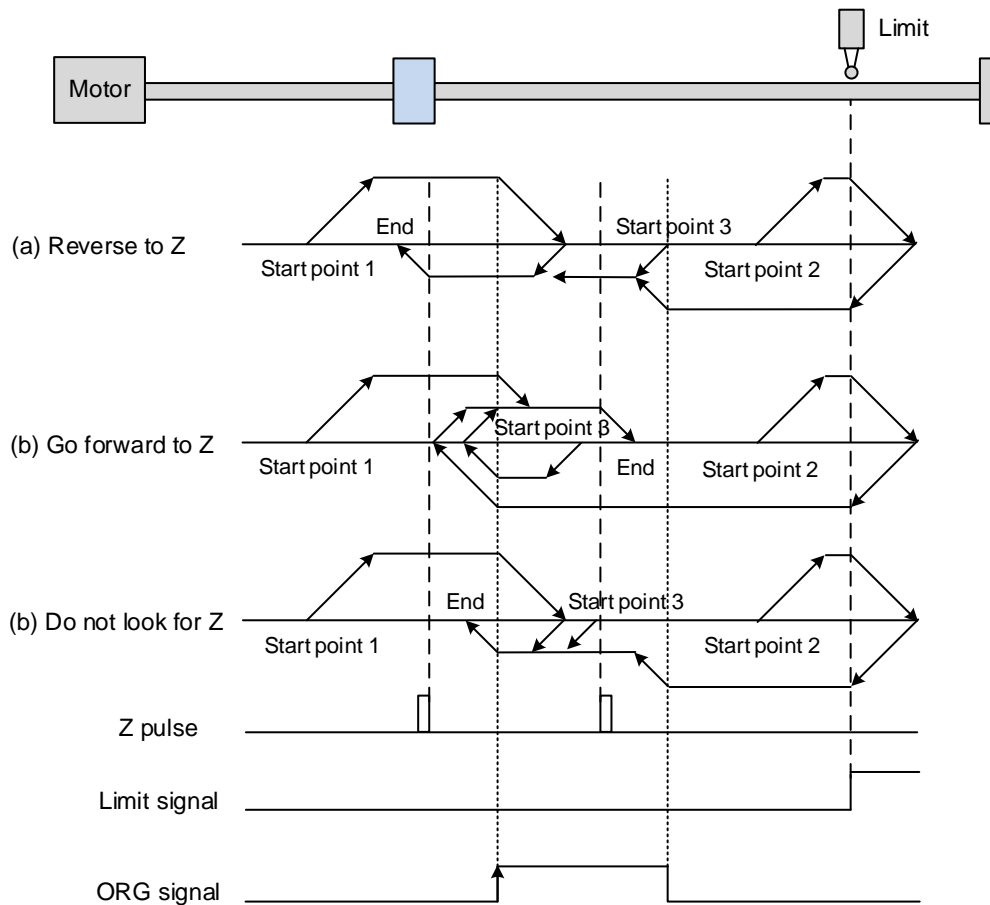 Limit
Motor
(a) Reverse to Z
End
Start point 3
Start point 1
Start point 2
(b) Go forward to Z
Start point 3
Start point 1
End
Start point 2
(b) Do not look for Z
End
Start point 3
Start point 1
Start point 2
Z pulse
Limit signal
ORG signal